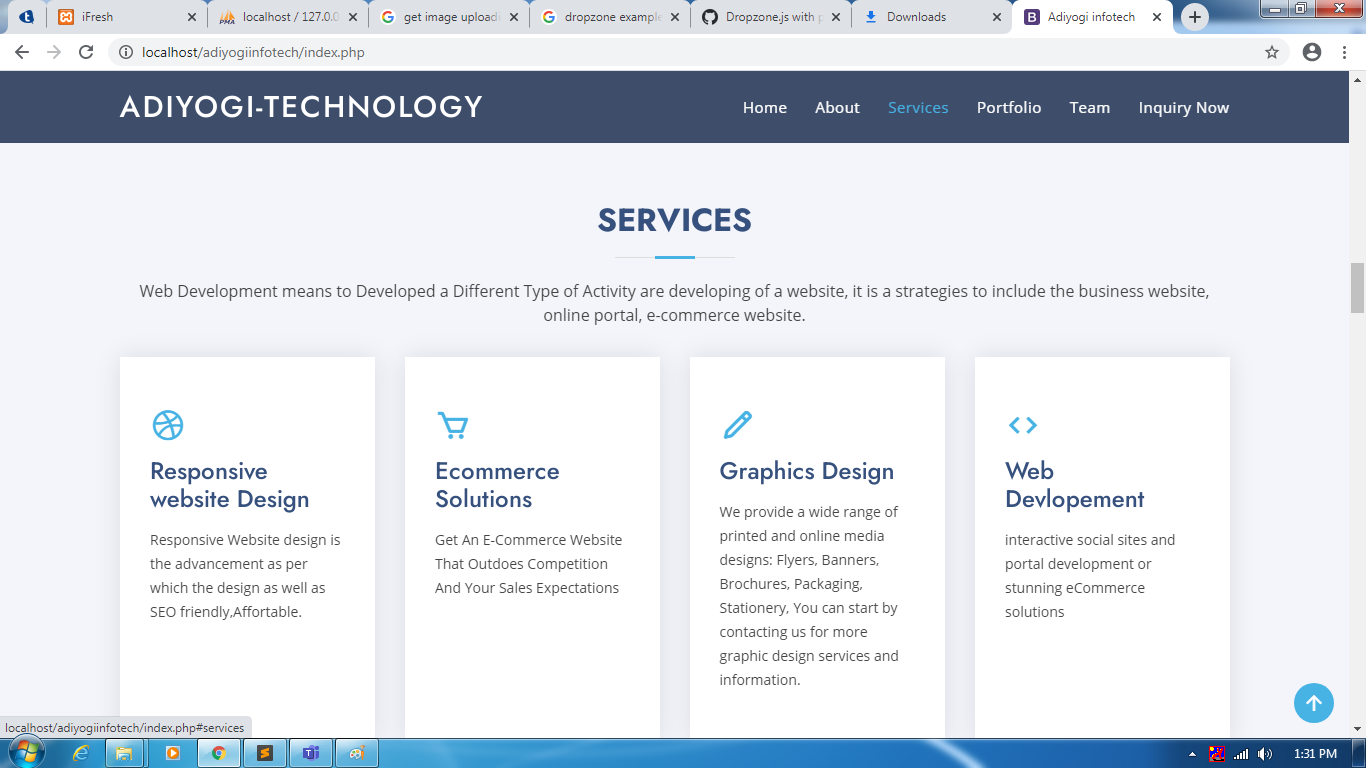 iFresh
localhost / 127.0.0
get image uploadi
dropzone example
Dropzone.js with p
Downloads
Adiyogi infotech
localhost/adiyogiinfotech/index.php
ADIYOGI-TECHNOLOGY
Home About Services Portfolio Team Inquiry Now
SERVICES
Web Development means to Developed a Different Type of Activity are developing of a website, it is a strategies to include the business website,
online portal, e-commerce website.
Responsive
website Design
Responsive Website design is
the advancement as per
which the design as well as
SEO friendly,Affortable.
Ecommerce
Solutions
Get An E-Commerce Website
That Outdoes Competition
And Your Sales Expectations
Graphics Design
We provide a wide range of
printed and online media
designs: Flyers, Banners,
Brochures, Packaging,
Stationery, You can start by
contacting us for more
graphic design services and
information.
Web
Devlopement
interactive social sites and
portal development or
stunning eCommerce
solutions
localhost/adiyogiinfotech/index.php#services
1:31 PM